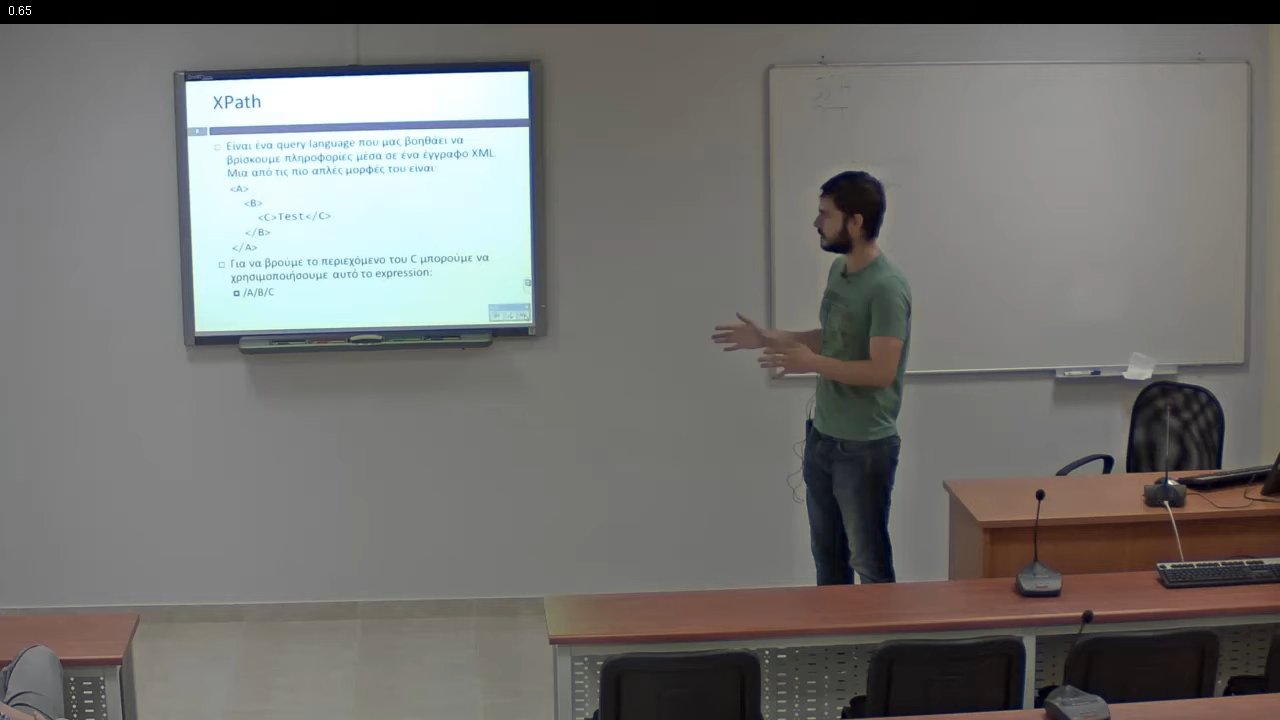 0.65
XPath
Είναι ένα query language που μας βοηθάει να
βρίσκουμε πληροφορίες μέσα σε ένα έγγραφο XML.
Μια από τις πιο απλές μορφές του είναι:
<A>
<B>
<C>Test</C>
</B>
</A>
Για να βρούμε το περιεχόμενο του C μπορούμε να
χρησιμοποιήσουμε αυτό το expression:
/A/B/C